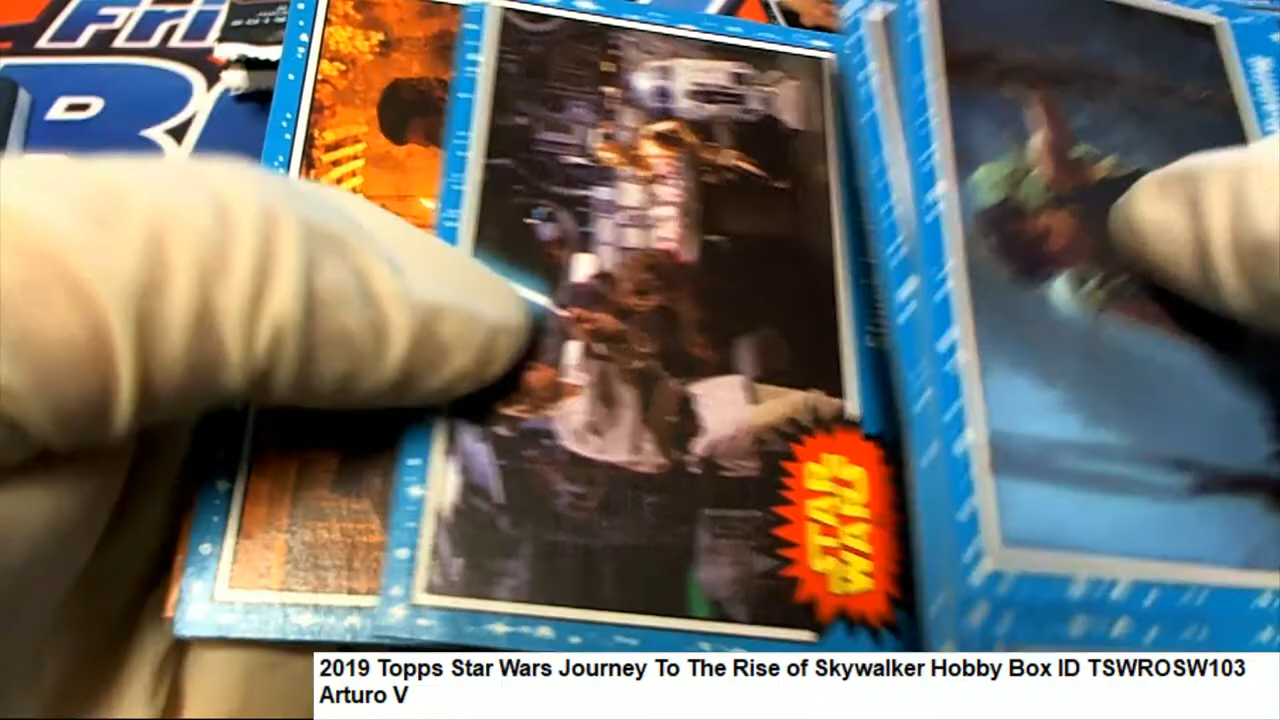 Fri
STAR
WARS
2019 Topps Star Wars Journey To The Rise of Skywalker Hobby Box ID TSWROSW103
Arturo V